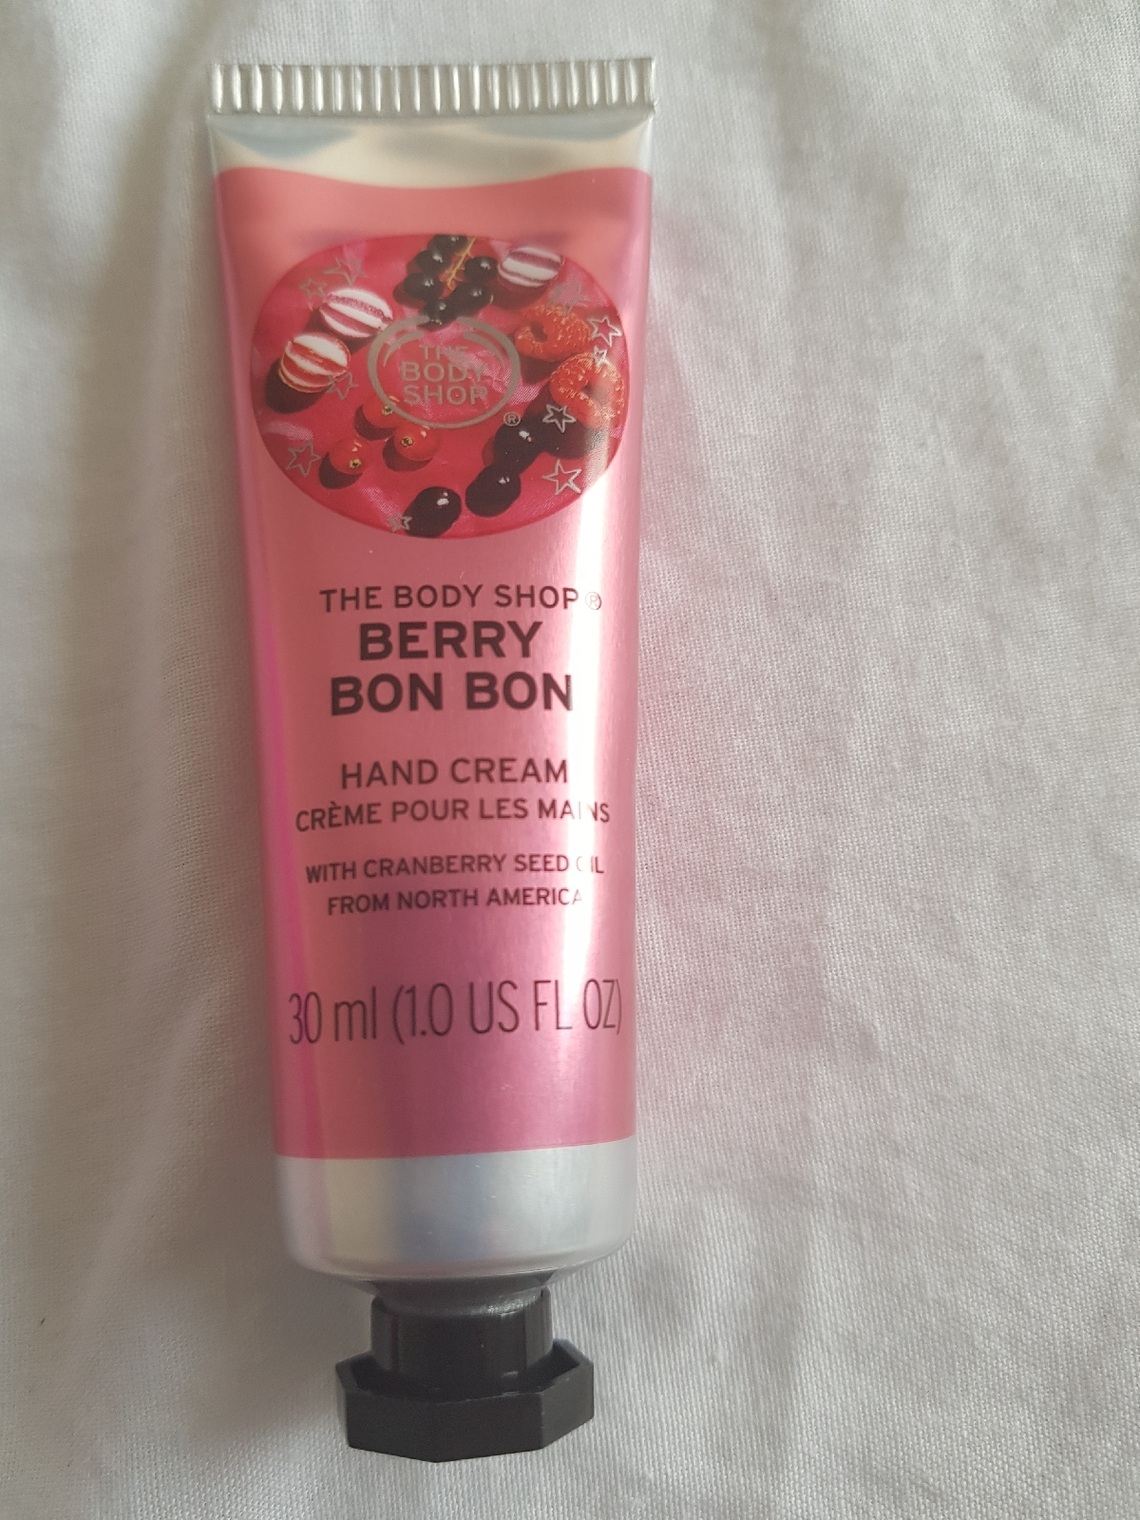 THE
BODY
SHOP
®
THE BODY SHOP®
BERRY
BON BON
HAND CREAM
CRÈME POUR LES MAINS
WITH CRANBERRY SEED OIL
FROM NORTH AMERICA
30 ml (1.0 US FL OZ)